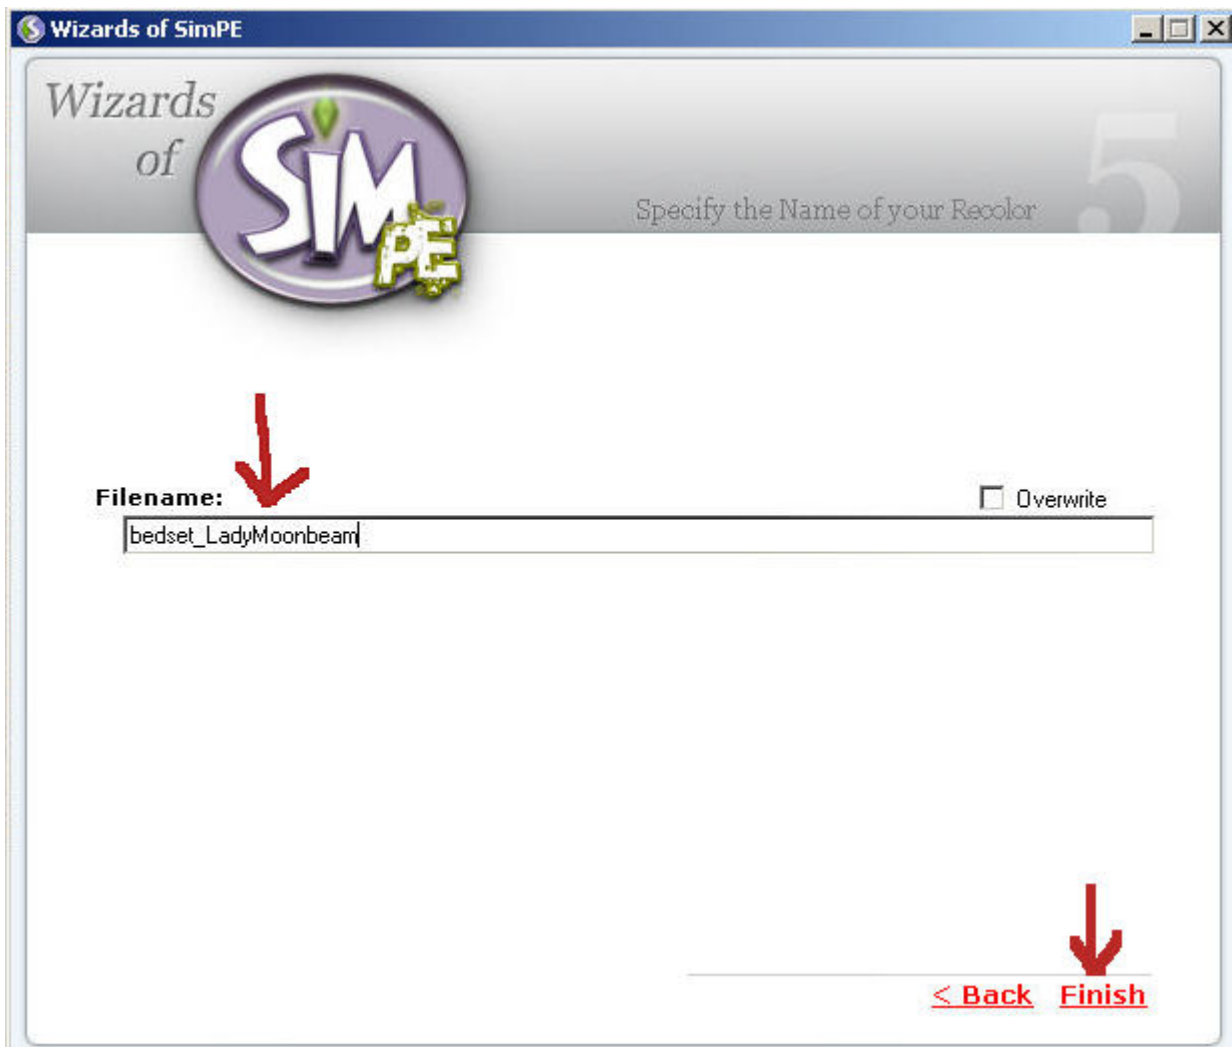 Wizards of SimPE
Wizards
of
SiM
PE
5
Specify the Name of your Recolor
Filename:
Overwrite
bedset_LadyMoonbeam
< Back Finish